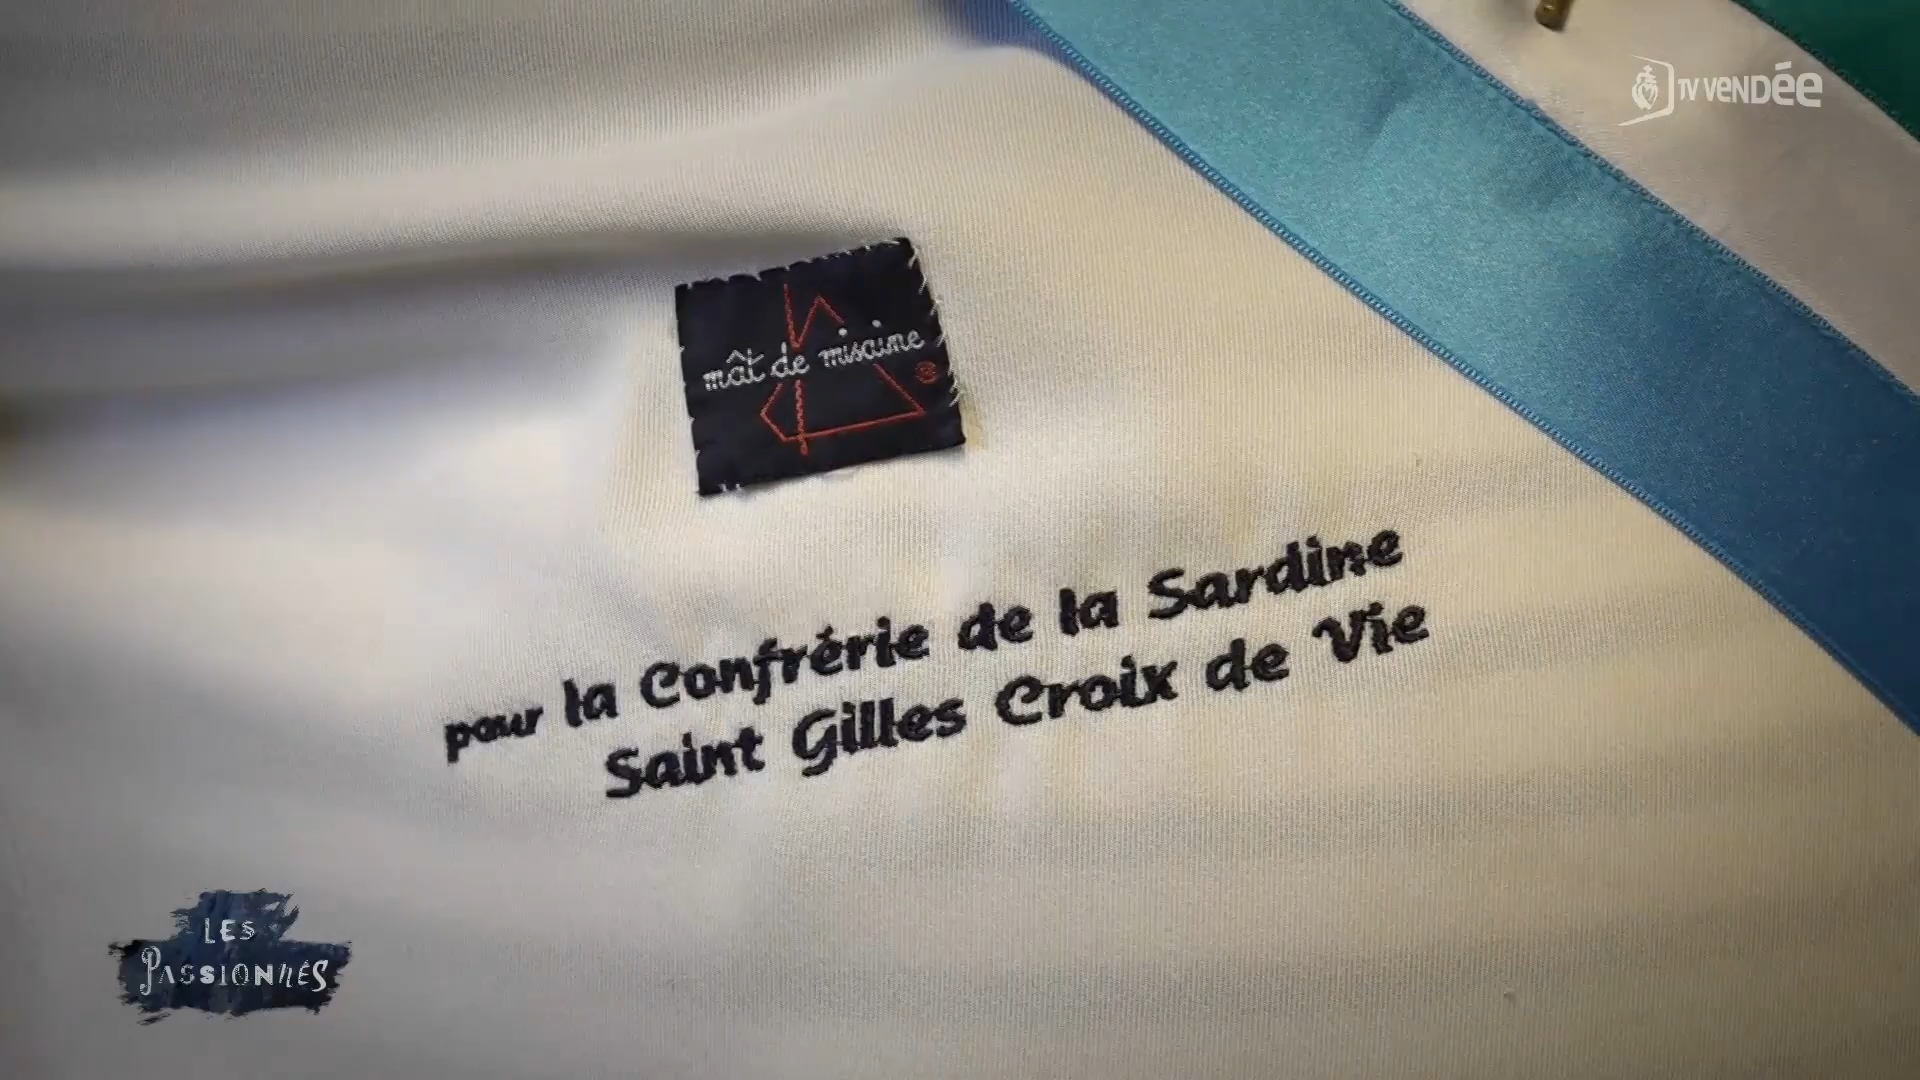 TV VENDÉE
mât de misaine
®
pour la Confrérie de la Sardine
Saint Gilles Croix de Vie
LES
PASSIONNÉS